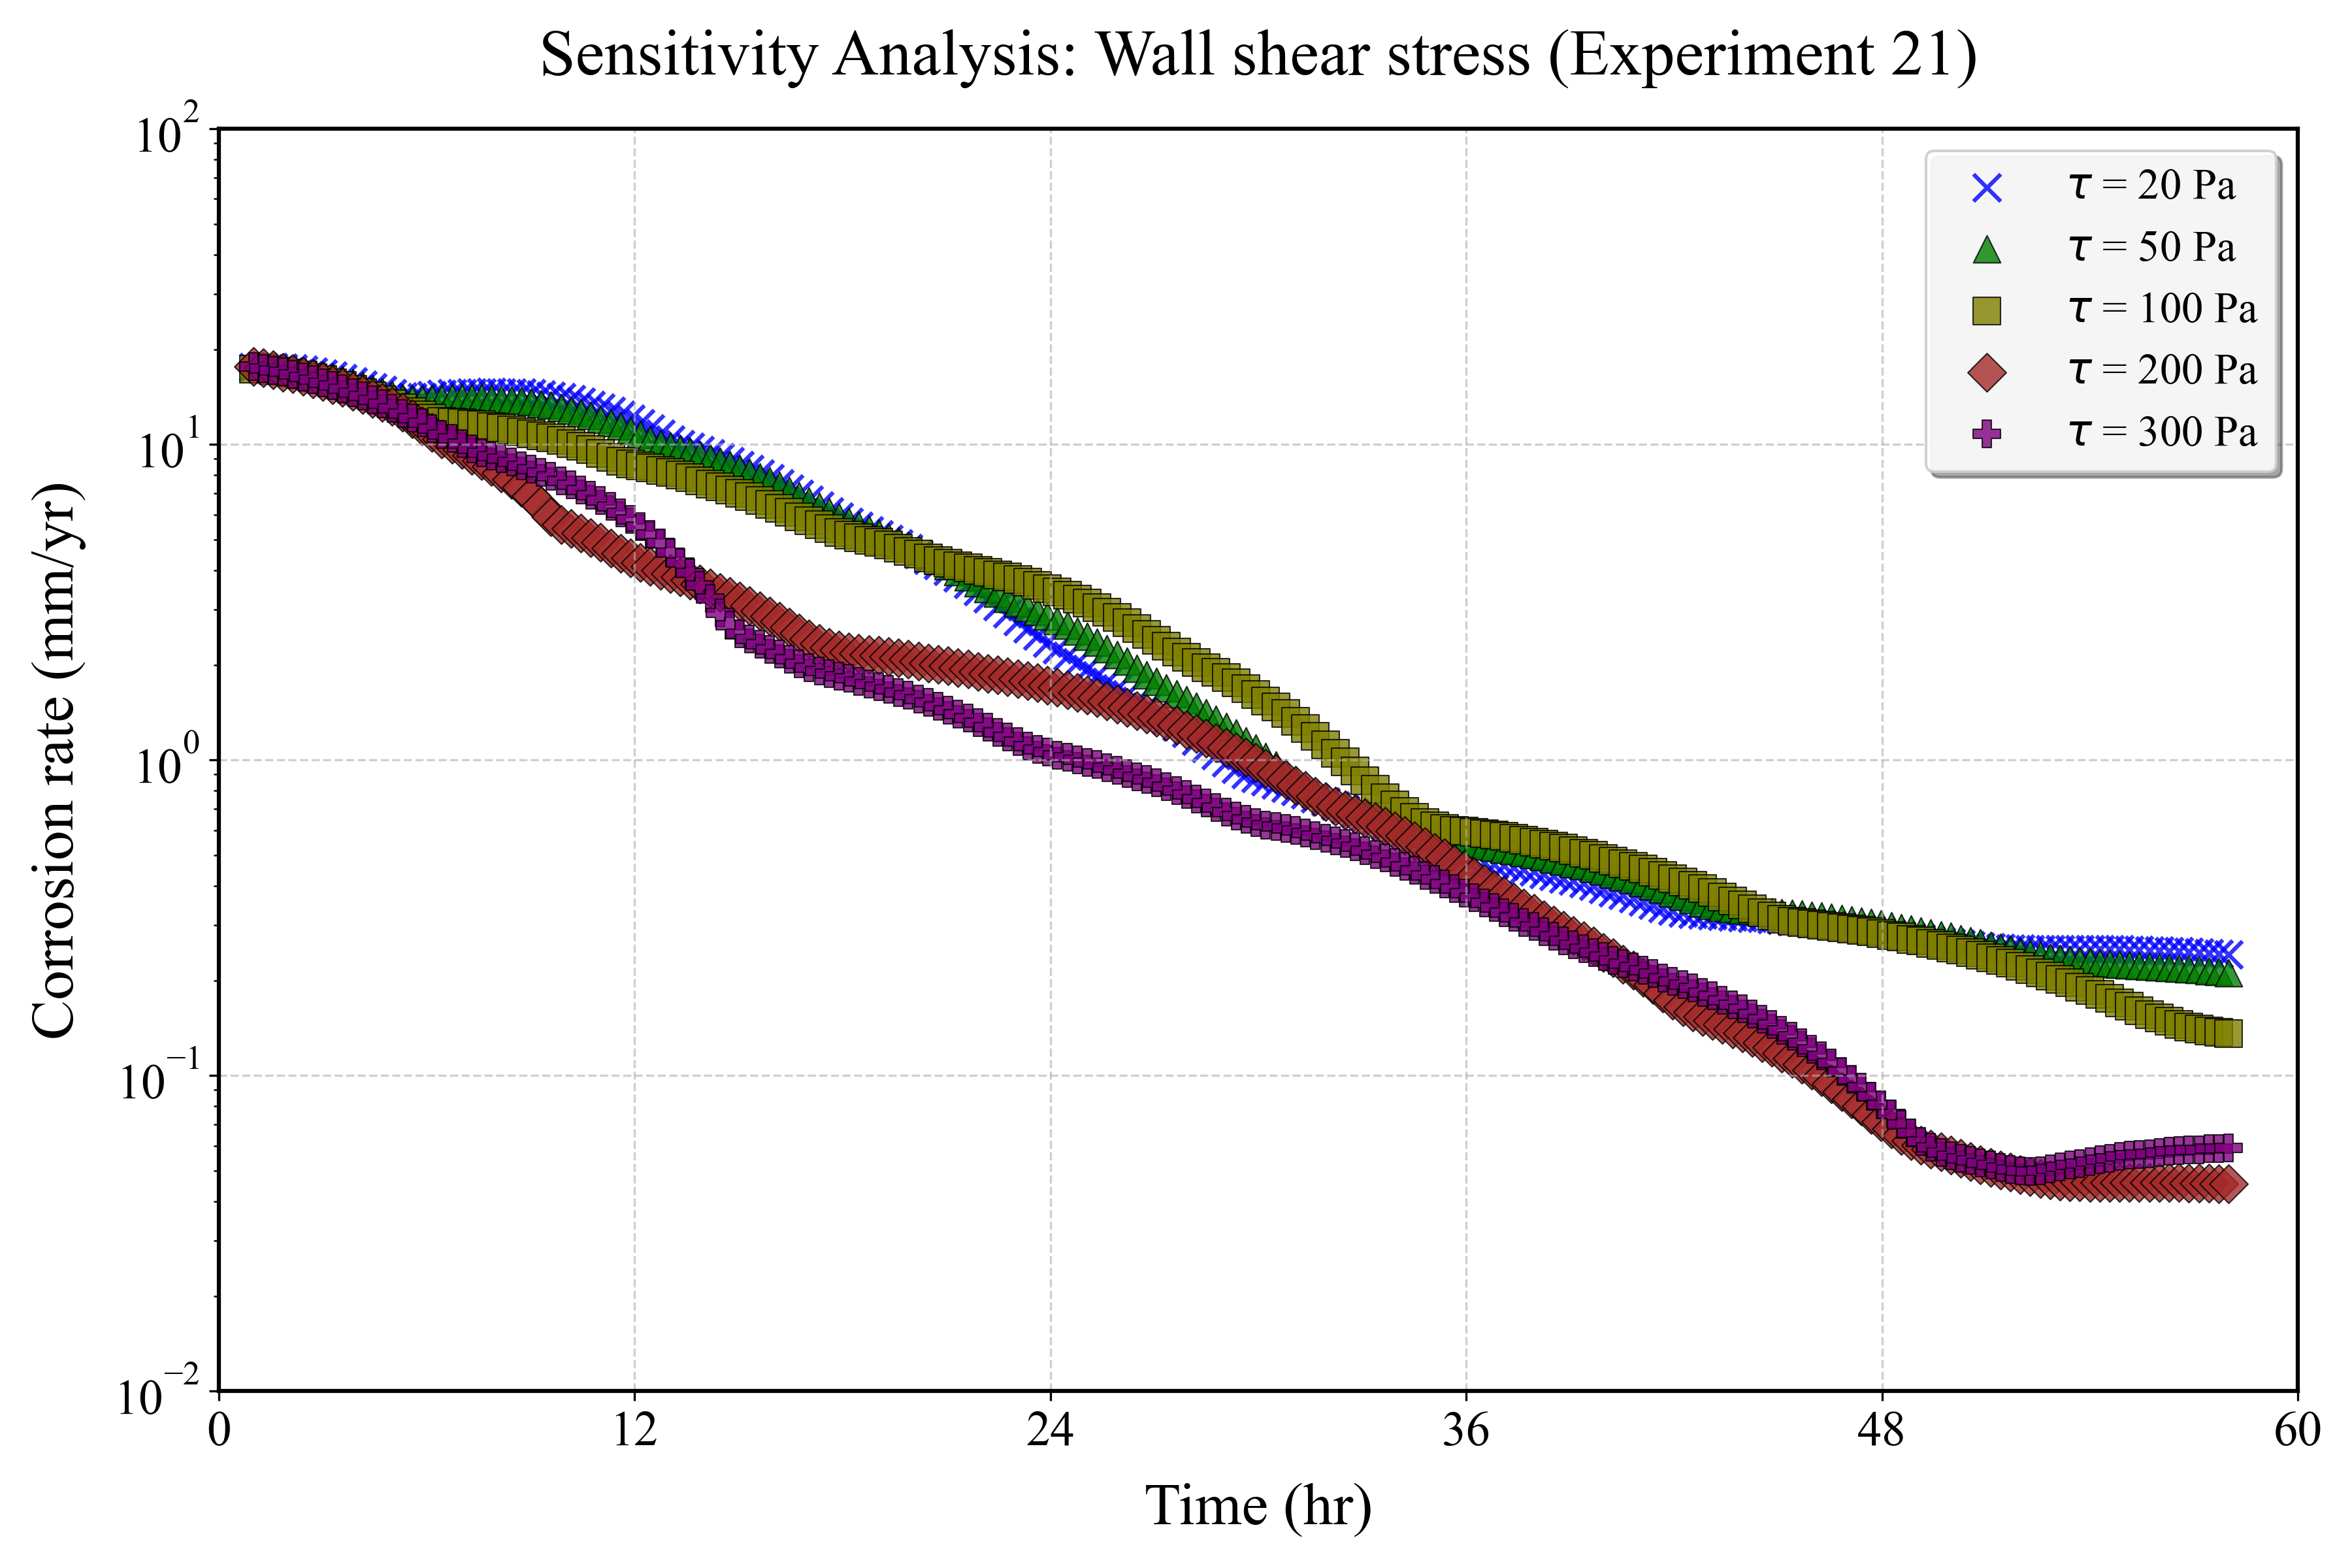 Sensitivity Analysis: Wall shear stress (Experiment 21)
10²
τ = 20 Pa
τ = 50 Pa
τ = 100 Pa
τ = 200 Pa
τ = 300 Pa
10¹
10⁰
10⁻¹
10⁻²
Corrosion rate (mm/yr)
0 12 24 36 48 60
Time (hr)